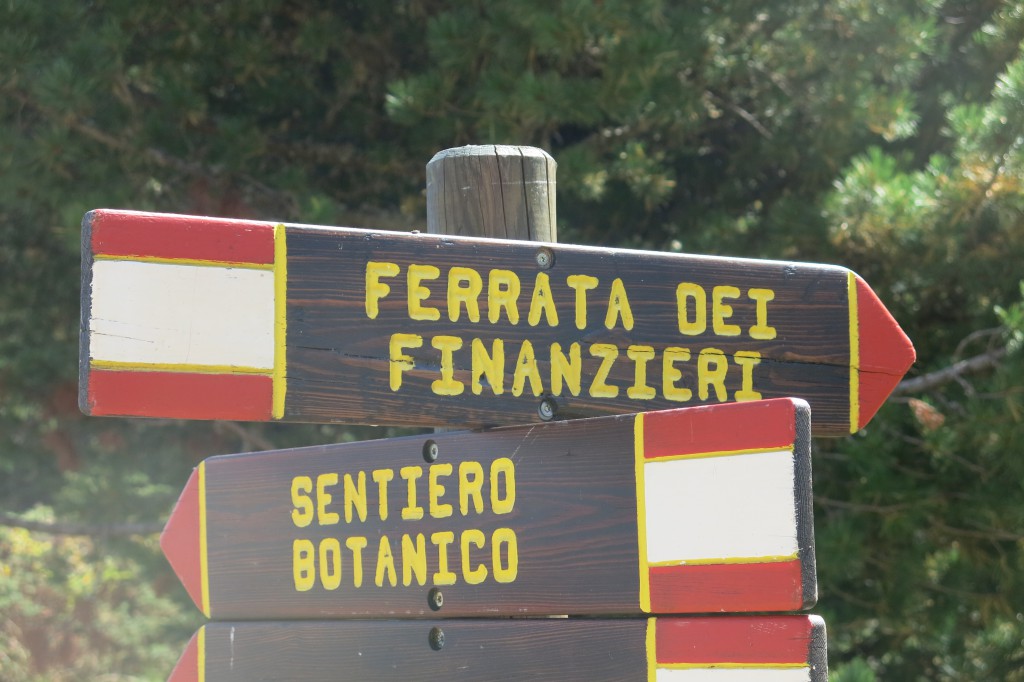 FERRATA DEI
FINANZIERI
SENTIERO
BOTANICO